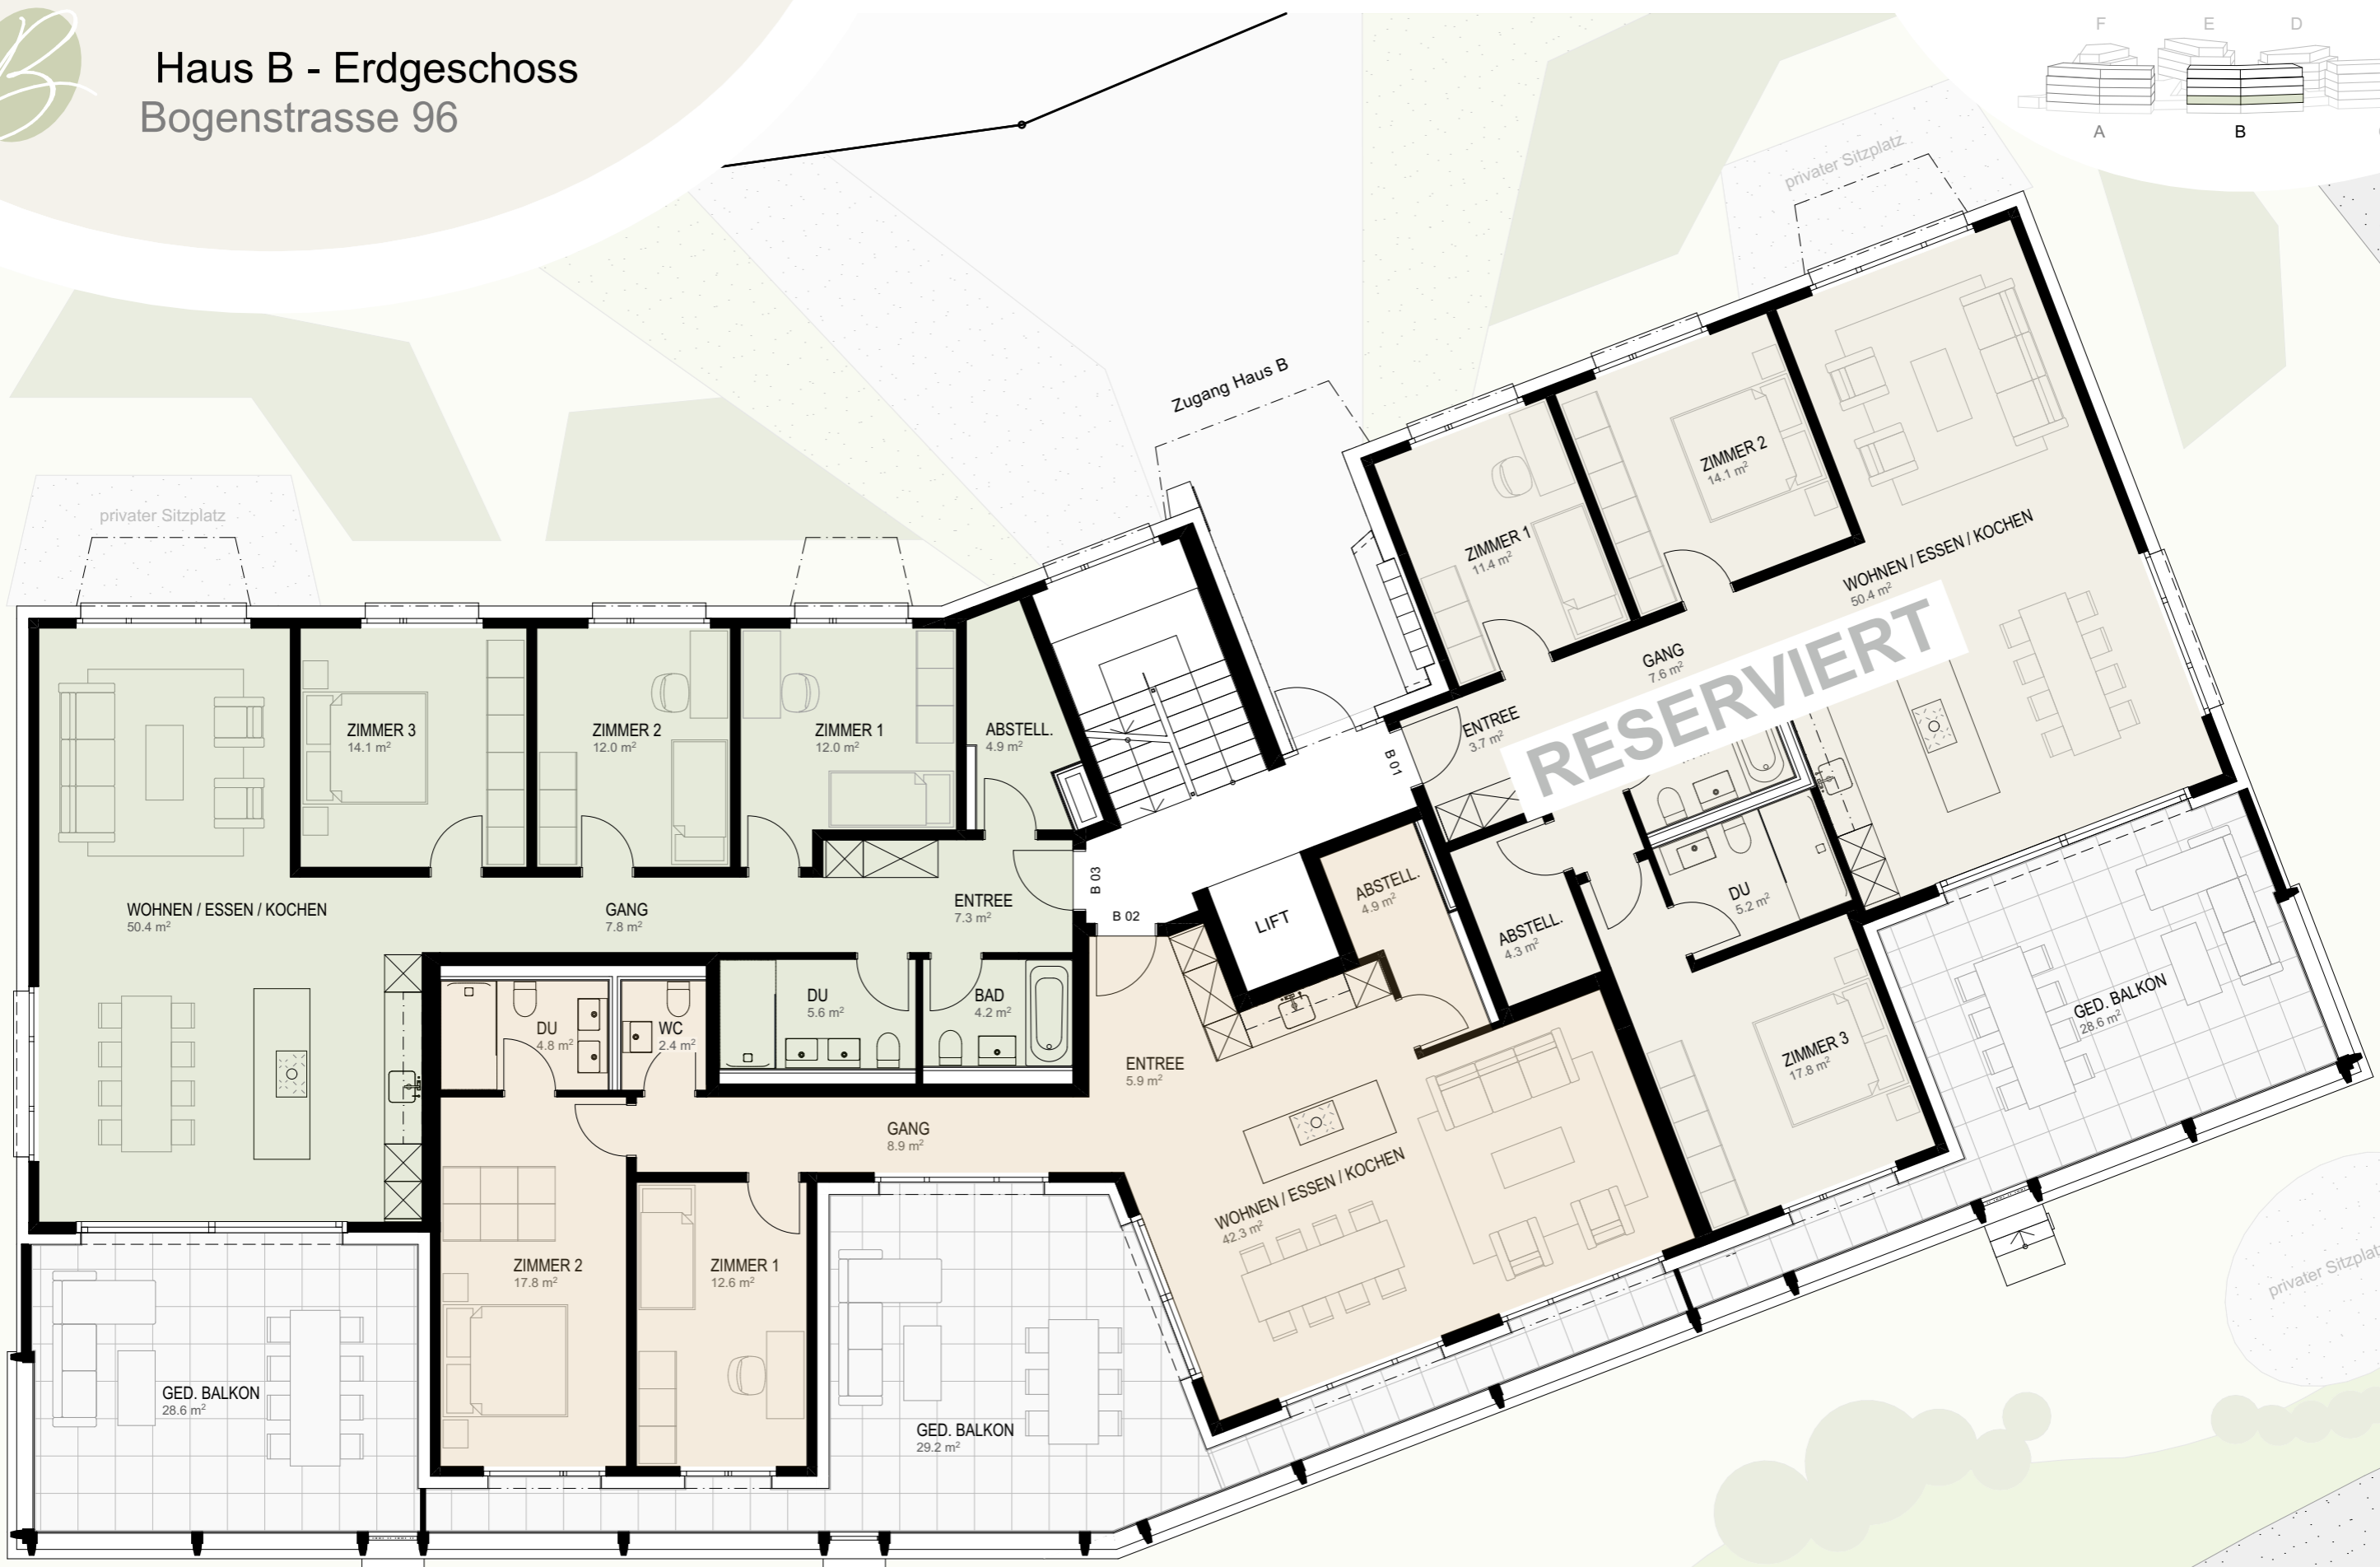 B
Haus B - Erdgeschoss
Bogenstrasse 96
F
E
D
A
B
privater Sitzplatz
Zugang Haus B
privater Sitzplatz
ZIMMER 2
14.1 m²
ZIMMER 1
11.4 m²
WOHNEN / ESSEN / KOCHEN
50.4 m²
GANG
7.6 m²
RESERVIERT
ENTREE
3.7 m²
B 01
ZIMMER 3
14.1 m²
ZIMMER 2
12.0 m²
ZIMMER 1
12.0 m²
ABSTELL.
4.9 m²
WOHNEN / ESSEN / KOCHEN
50.4 m²
GANG
7.8 m²
ENTREE
7.3 m²
B 03
B 02
LIFT
ABSTELL.
4.9 m²
ABSTELL.
4.3 m²
DU
5.2 m²
DU
4.8 m²
WC
2.4 m²
DU
5.6 m²
BAD
4.2 m²
ENTREE
5.9 m²
GED. BALKON
28.6 m²
ZIMMER 3
17.8 m²
GANG
8.9 m²
WOHNEN / ESSEN / KOCHEN
42.3 m²
ZIMMER 2
17.8 m²
ZIMMER 1
12.6 m²
privater Sitzplatz
GED. BALKON
28.6 m²
GED. BALKON
29.2 m²